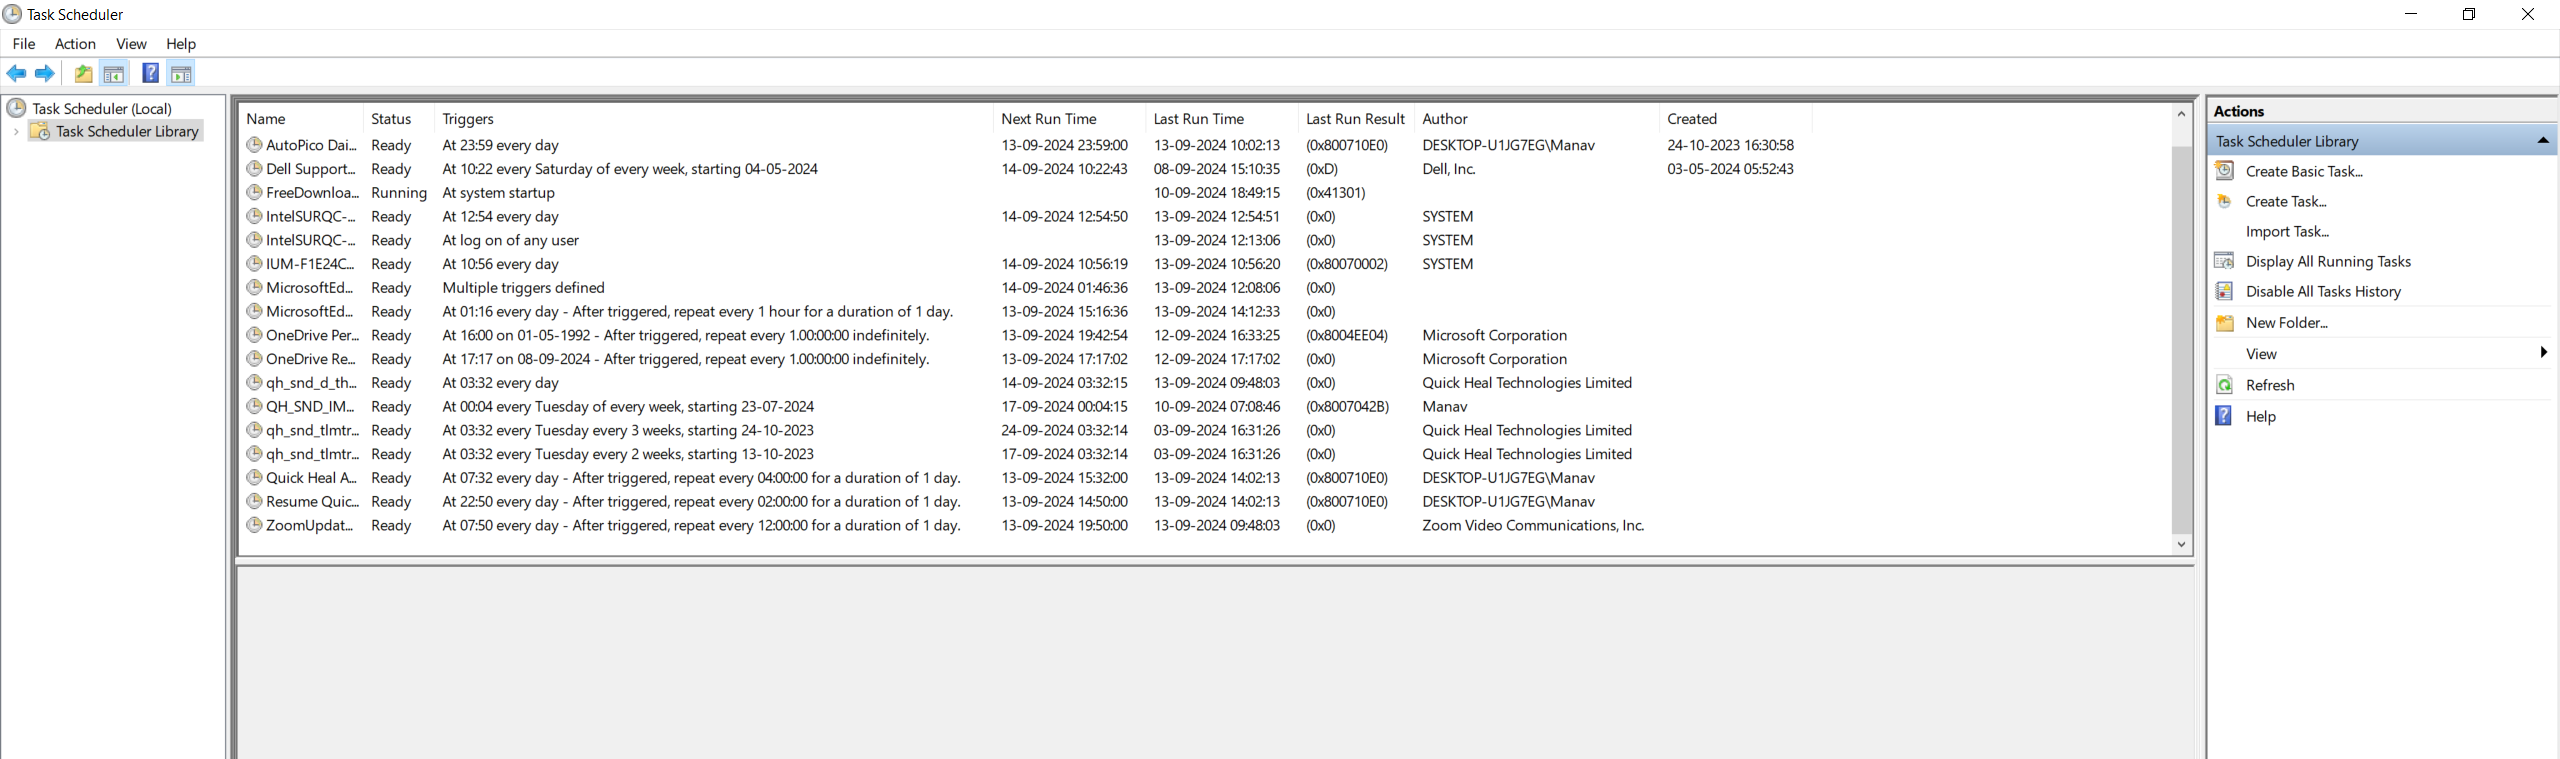 Task Scheduler
File Action View Help
Task Scheduler (Local)
Task Scheduler Library
Name Status Triggers Next Run Time Last Run Time Last Run Result Author Created
AutoPico Dai... Ready At 23:59 every day 13-09-2024 23:59:00 13-09-2024 10:02:13 (0x800710E0) DESKTOP-U1JG7EG\Manav 24-10-2023 16:30:58
Dell Support... Ready At 10:22 every Saturday of every week, starting 04-05-2024 14-09-2024 10:22:43 08-09-2024 15:10:35 (0xD) Dell, Inc. 03-05-2024 05:52:43
FreeDownloa... Running At system startup 10-09-2024 18:49:15 (0x41301)
IntelSURQC-... Ready At 12:54 every day 14-09-2024 12:54:50 13-09-2024 12:54:51 (0x0) SYSTEM
IntelSURQC-... Ready At log on of any user 13-09-2024 12:13:06 (0x0) SYSTEM
IUM-F1E24C... Ready At 10:56 every day 14-09-2024 10:56:19 13-09-2024 10:56:20 (0x80070002) SYSTEM
MicrosoftEd... Ready Multiple triggers defined 14-09-2024 01:46:36 13-09-2024 12:08:06 (0x0)
MicrosoftEd... Ready At 01:16 every day - After triggered, repeat every 1 hour for a duration of 1 day. 13-09-2024 15:16:36 13-09-2024 14:12:33 (0x0)
OneDrive Per... Ready At 16:00 on 01-05-1992 - After triggered, repeat every 1.00:00:00 indefinitely. 13-09-2024 19:42:54 12-09-2024 16:33:25 (0x8004EE04) Microsoft Corporation
OneDrive Re... Ready At 17:17 on 08-09-2024 - After triggered, repeat every 1.00:00:00 indefinitely. 13-09-2024 17:17:02 12-09-2024 17:17:02 (0x0) Microsoft Corporation
qh_snd_d_th... Ready At 03:32 every day 14-09-2024 03:32:15 13-09-2024 09:48:03 (0x0) Quick Heal Technologies Limited
QH_SND_IM... Ready At 00:04 every Tuesday of every week, starting 23-07-2024 17-09-2024 00:04:15 10-09-2024 07:08:46 (0x8007042B) Manav
qh_snd_tlmtr... Ready At 03:32 every Tuesday every 3 weeks, starting 24-10-2023 24-09-2024 03:32:14 03-09-2024 16:31:26 (0x0) Quick Heal Technologies Limited
qh_snd_tlmtr... Ready At 03:32 every Tuesday every 2 weeks, starting 13-10-2023 17-09-2024 03:32:14 03-09-2024 16:31:26 (0x0) Quick Heal Technologies Limited
Quick Heal A... Ready At 07:32 every day - After triggered, repeat every 04:00:00 for a duration of 1 day. 13-09-2024 15:32:00 13-09-2024 14:02:13 (0x800710E0) DESKTOP-U1JG7EG\Manav
Resume Quic... Ready At 22:50 every day - After triggered, repeat every 02:00:00 for a duration of 1 day. 13-09-2024 14:50:00 13-09-2024 14:02:13 (0x800710E0) DESKTOP-U1JG7EG\Manav
ZoomUpdat... Ready At 07:50 every day - After triggered, repeat every 12:00:00 for a duration of 1 day. 13-09-2024 19:50:00 13-09-2024 09:48:03 (0x0) Zoom Video Communications, Inc.
Actions
Task Scheduler Library
Create Basic Task...
Create Task...
Import Task...
Display All Running Tasks
Disable All Tasks History
New Folder...
View
Refresh
Help